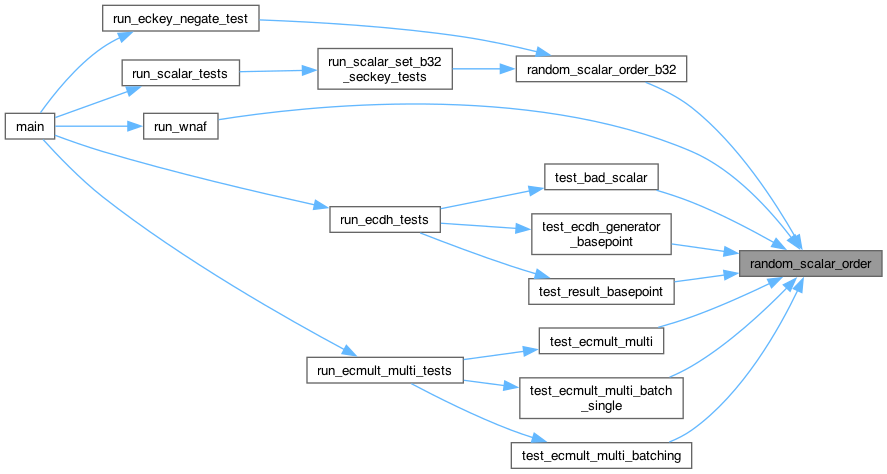 run_eckey_negate_test
run_scalar_tests
run_scalar_set_b32
_seckey_tests
random_scalar_order_b32
main
run_wnaf
test_bad_scalar
run_ecdh_tests
test_ecdh_generator
_basepoint
random_scalar_order
test_result_basepoint
test_ecmult_multi
run_ecmult_multi_tests
test_ecmult_multi_batch
_single
test_ecmult_multi_batching